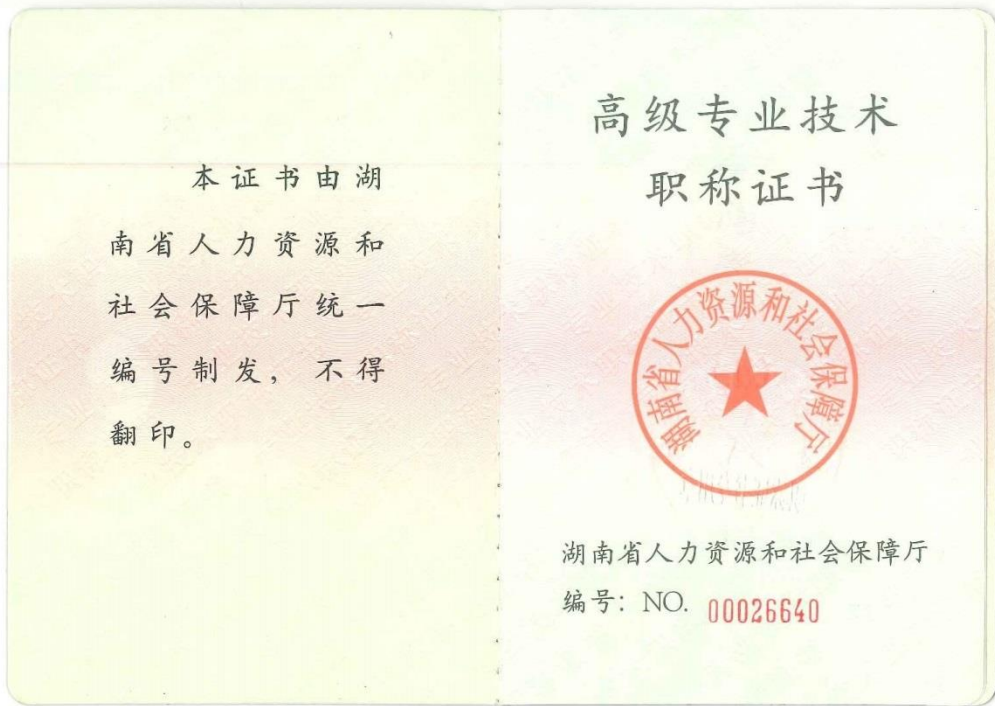 本证书由湖
南省人力资源和
社会保障厅统一
编号制发，不得
翻印。
高级专业技术
职称证书
湖南省人力资源和社会保障厅
湖南省人力资源和社会保障厅
编号：NO. 00026640